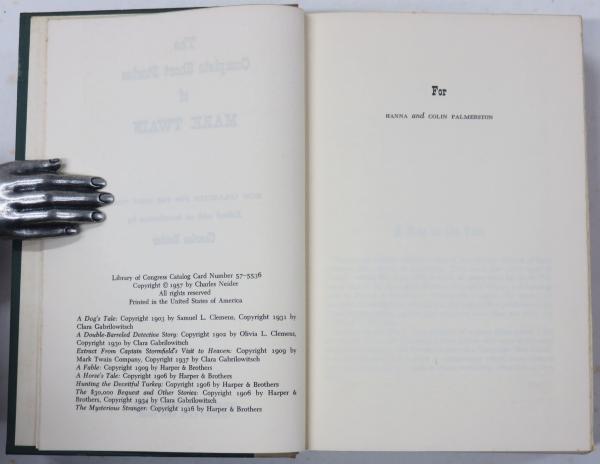 Library of Congress Catalog Card Number 57-5536
Copyright © 1957 by Charles Neider
All rights reserved
Printed in the United States of America
A Dog's Tale: Copyright 1903 by Samuel L. Clemens, Copyright 1931 by
Clara Gabrilowitsch
A Double-Barreled Detective Story: Copyright 1902 by Olivia L. Clemens,
Copyright 1930 by Clara Gabrilowitsch
Extract From Captain Stormfield's Visit to Heaven: Copyright 1909 by
Mark Twain Company, Copyright 1937 by Clara Gabrilowitsch
A Fable: Copyright 1909 by Harper & Brothers
A Horse's Tale: Copyright 1906 by Harper & Brothers
Hunting the Deceitful Turkey: Copyright 1906 by Harper & Brothers
The $30,000 Bequest and Other Stories: Copyright 1906 by Harper &
Brothers, Copyright 1934 by Clara Gabrilowitsch
The Mysterious Stranger: Copyright 1916 by Harper & Brothers
For
HANNA and COLIN PALMERSTON